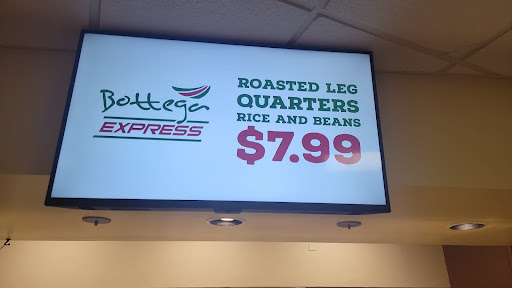 Bottega
EXPRESS
ROASTED LEG
QUARTERS
RICE AND BEANS
$7.99